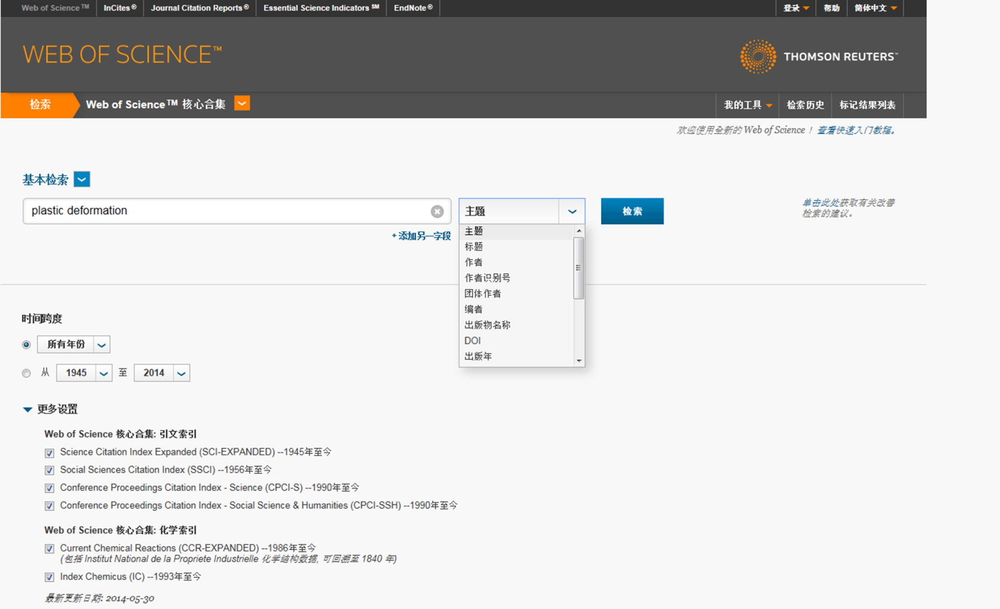 Web of Science™ InCites® Journal Citation Reports® Essential Science Indicators℠ EndNote® 登录 帮助 简体中文
WEB OF SCIENCE™
THOMSON REUTERS™
检索 Web of Science™ 核心合集 我的工具 检索历史 标记结果列表
欢迎使用全新的 Web of Science！ 查看快速入门教程。
基本检索
plastic deformation 主题 检索
单击此处获取有关改善
检索的建议。
+ 添加另一字段
主题
标题
作者
作者识别号
团体作者
编者
出版物名称
DOI
出版年
时间跨度
所有年份
从 1945 至 2014
更多设置
Web of Science 核心合集: 引文索引
Science Citation Index Expanded (SCI-EXPANDED) --1945年至今
Social Sciences Citation Index (SSCI) --1956年至今
Conference Proceedings Citation Index - Science (CPCI-S) --1990年至今
Conference Proceedings Citation Index - Social Science & Humanities (CPCI-SSH) --1990年至今
Web of Science 核心合集: 化学索引
Current Chemical Reactions (CCR-EXPANDED) --1986年至今
(包括 Institut National de la Propriete Industrielle 化学结构数据, 可回溯至 1840 年)
Index Chemicus (IC) --1993年至今
最新更新日期: 2014-05-30